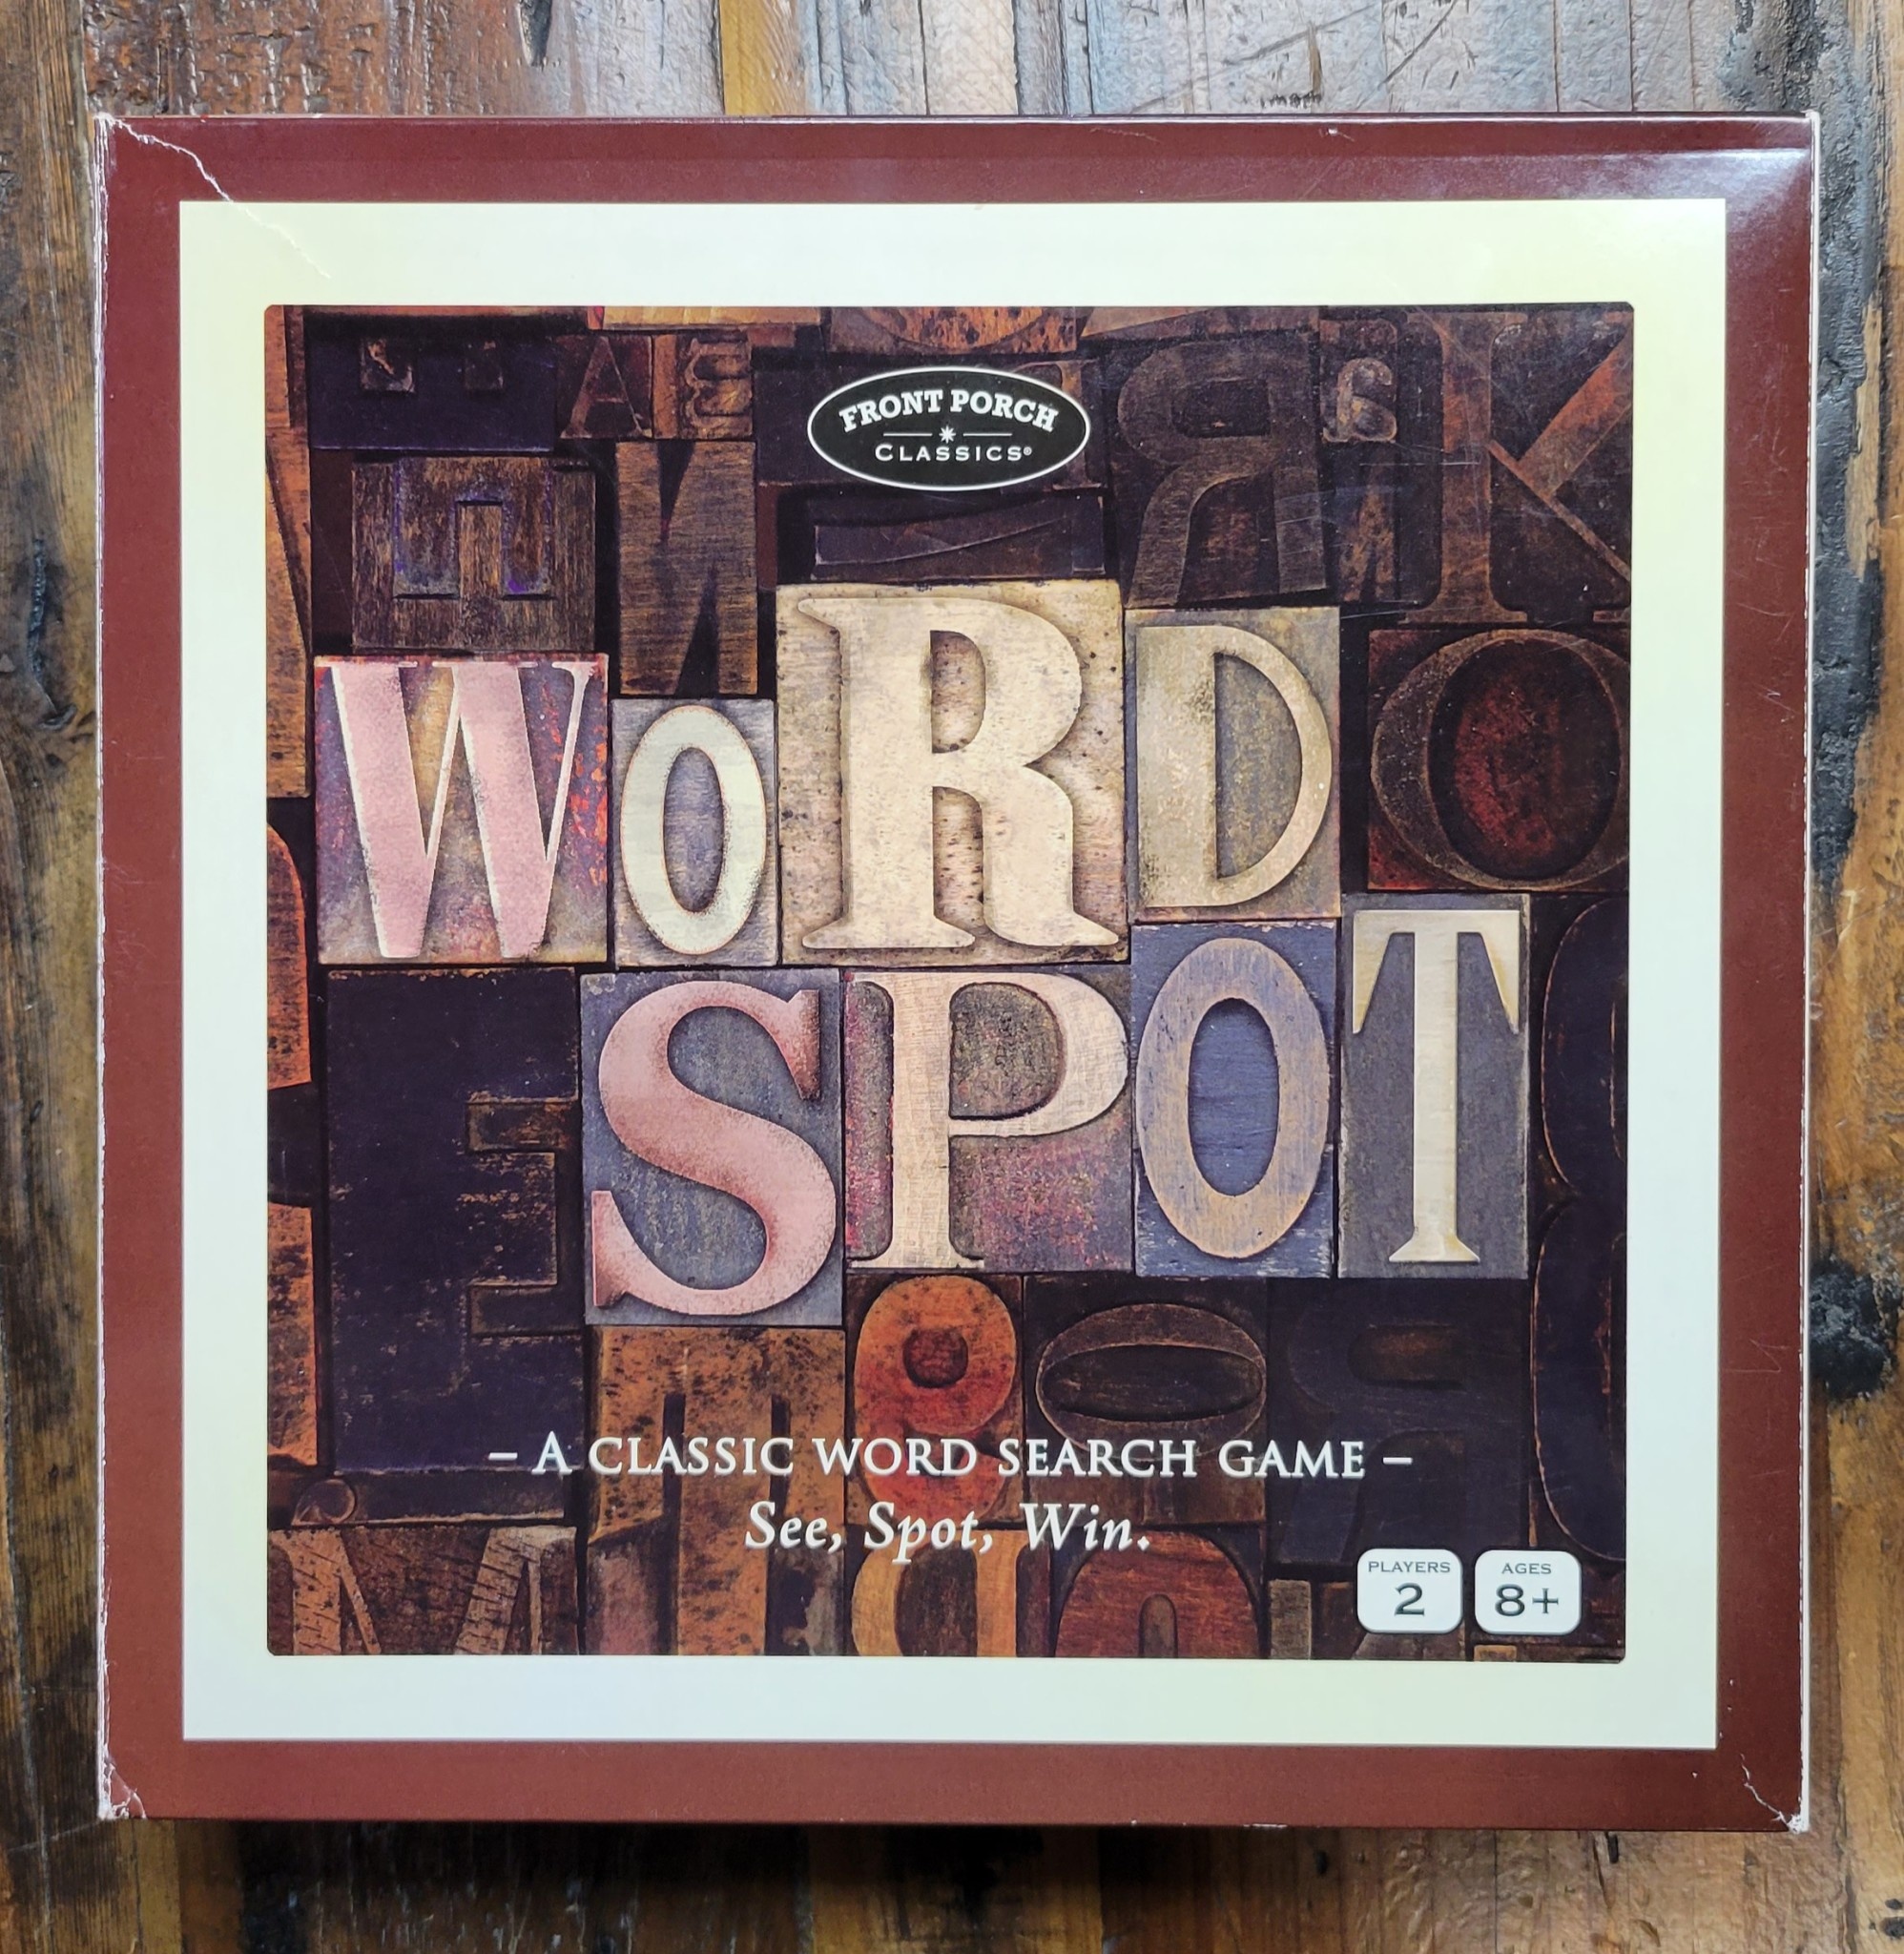 FRONT PORCH
CLASSICS®
WORD
SPOT
– A CLASSIC WORD SEARCH GAME –
See, Spot, Win.
PLAYERS
2
AGES
8+